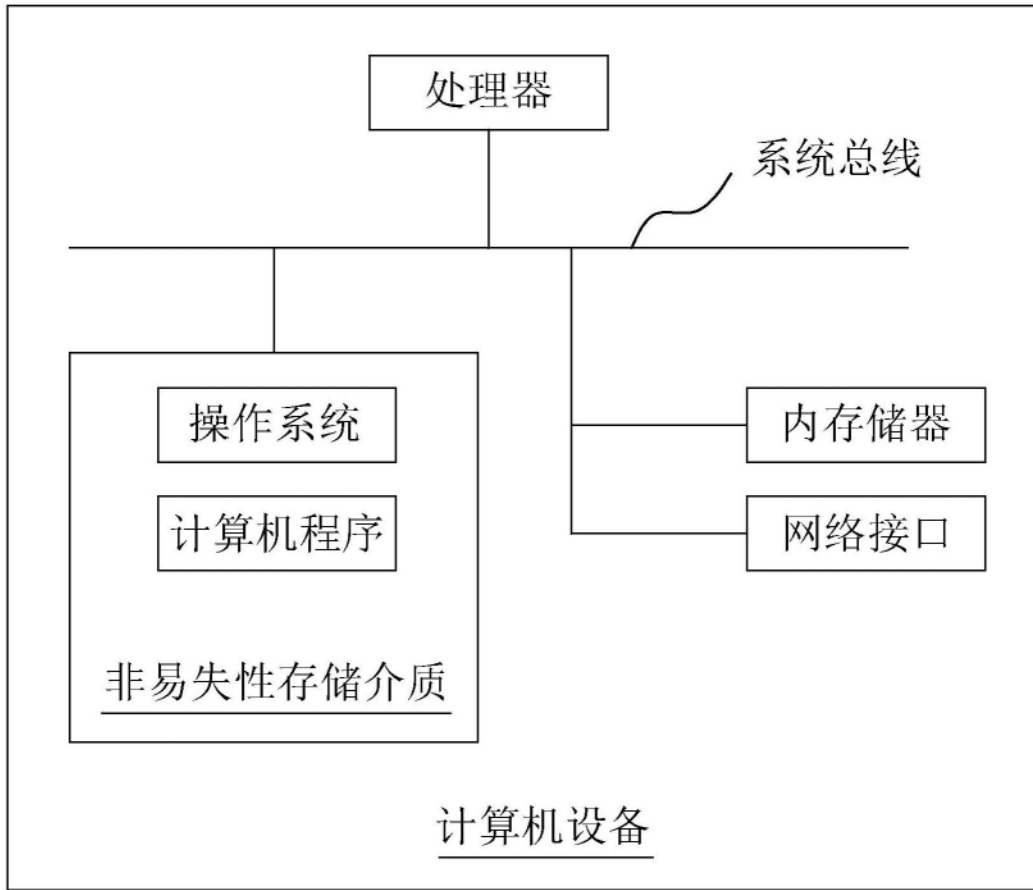 处理器
系统总线
操作系统
内存储器
计算机程序
网络接口
非易失性存储介质
计算机设备